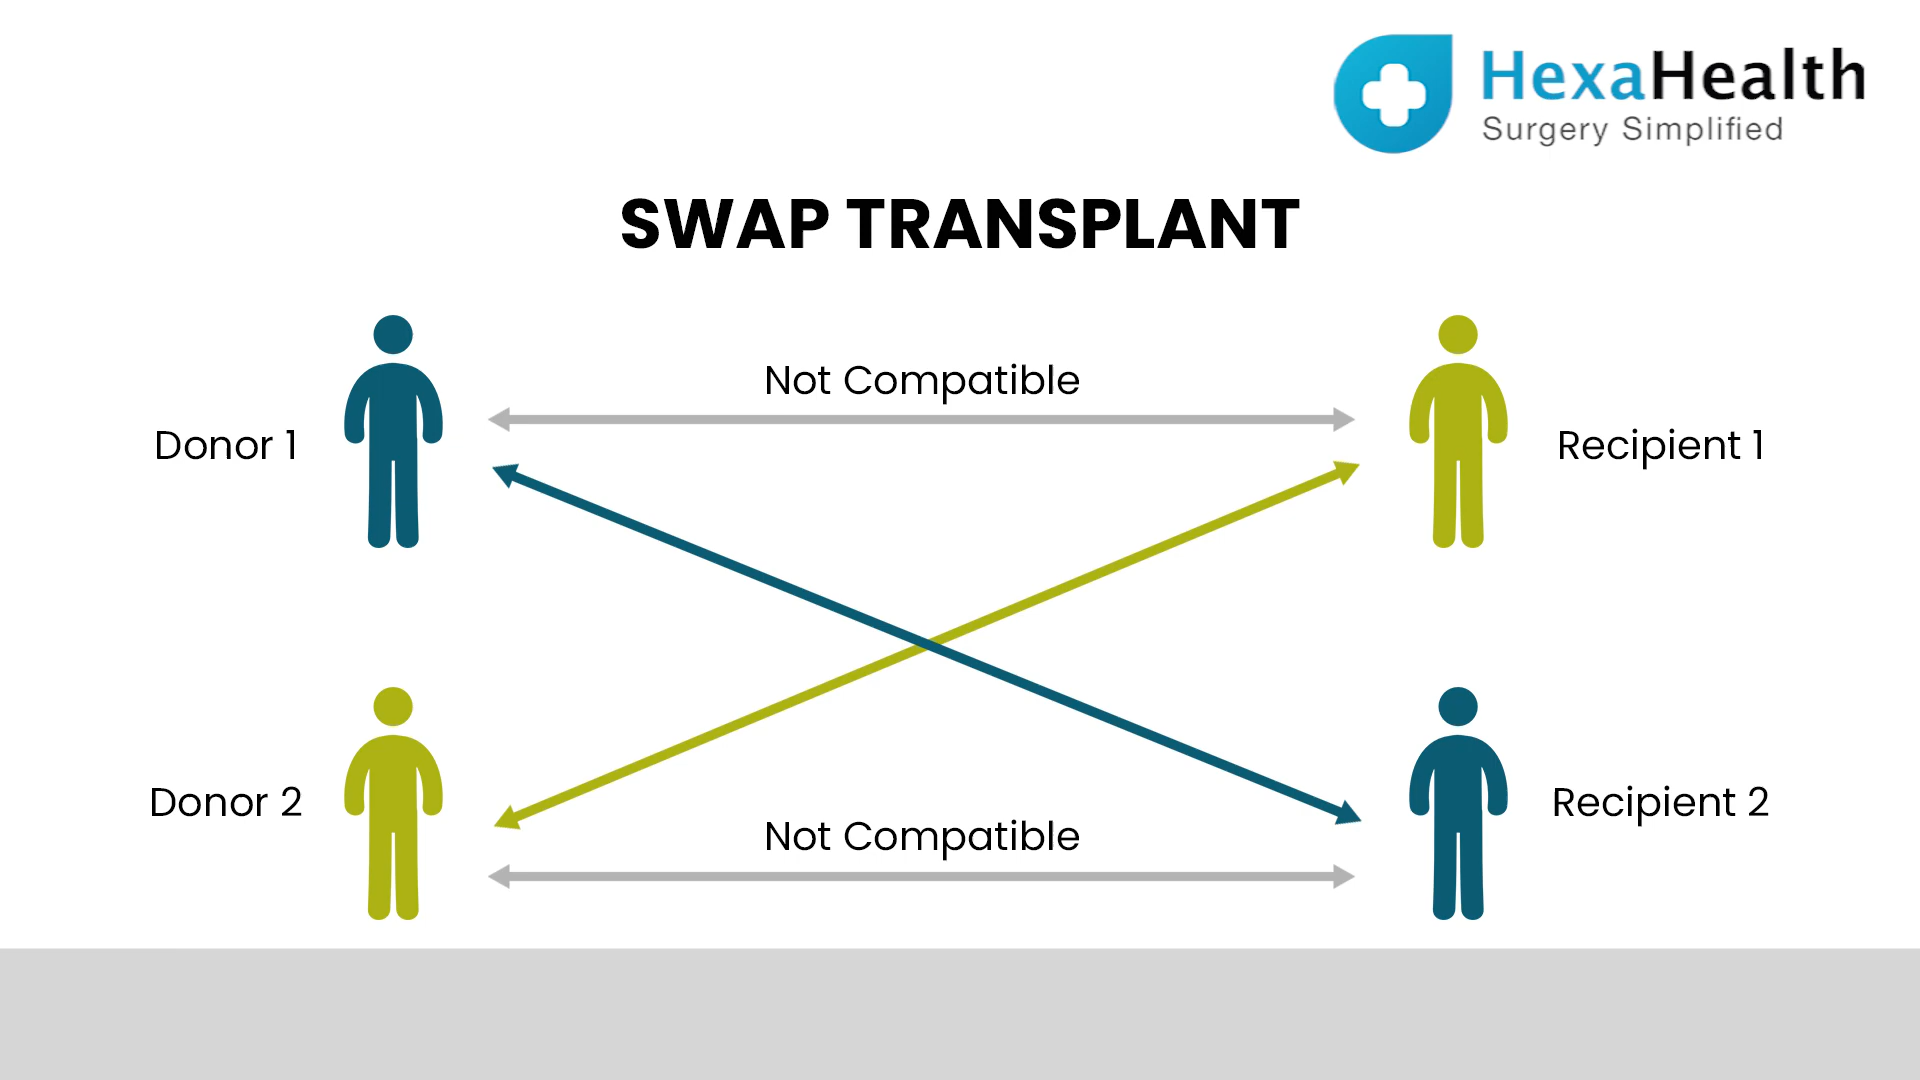 HexaHealth
Surgery Simplified
SWAP TRANSPLANT
Not Compatible
Donor 1
Recipient 1
Donor 2
Recipient 2
Not Compatible